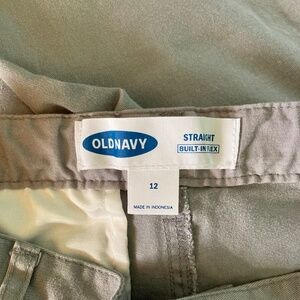 OLDNAVY
STRAIGHT
BUILT-IN FLEX
12
MADE IN INDONESIA